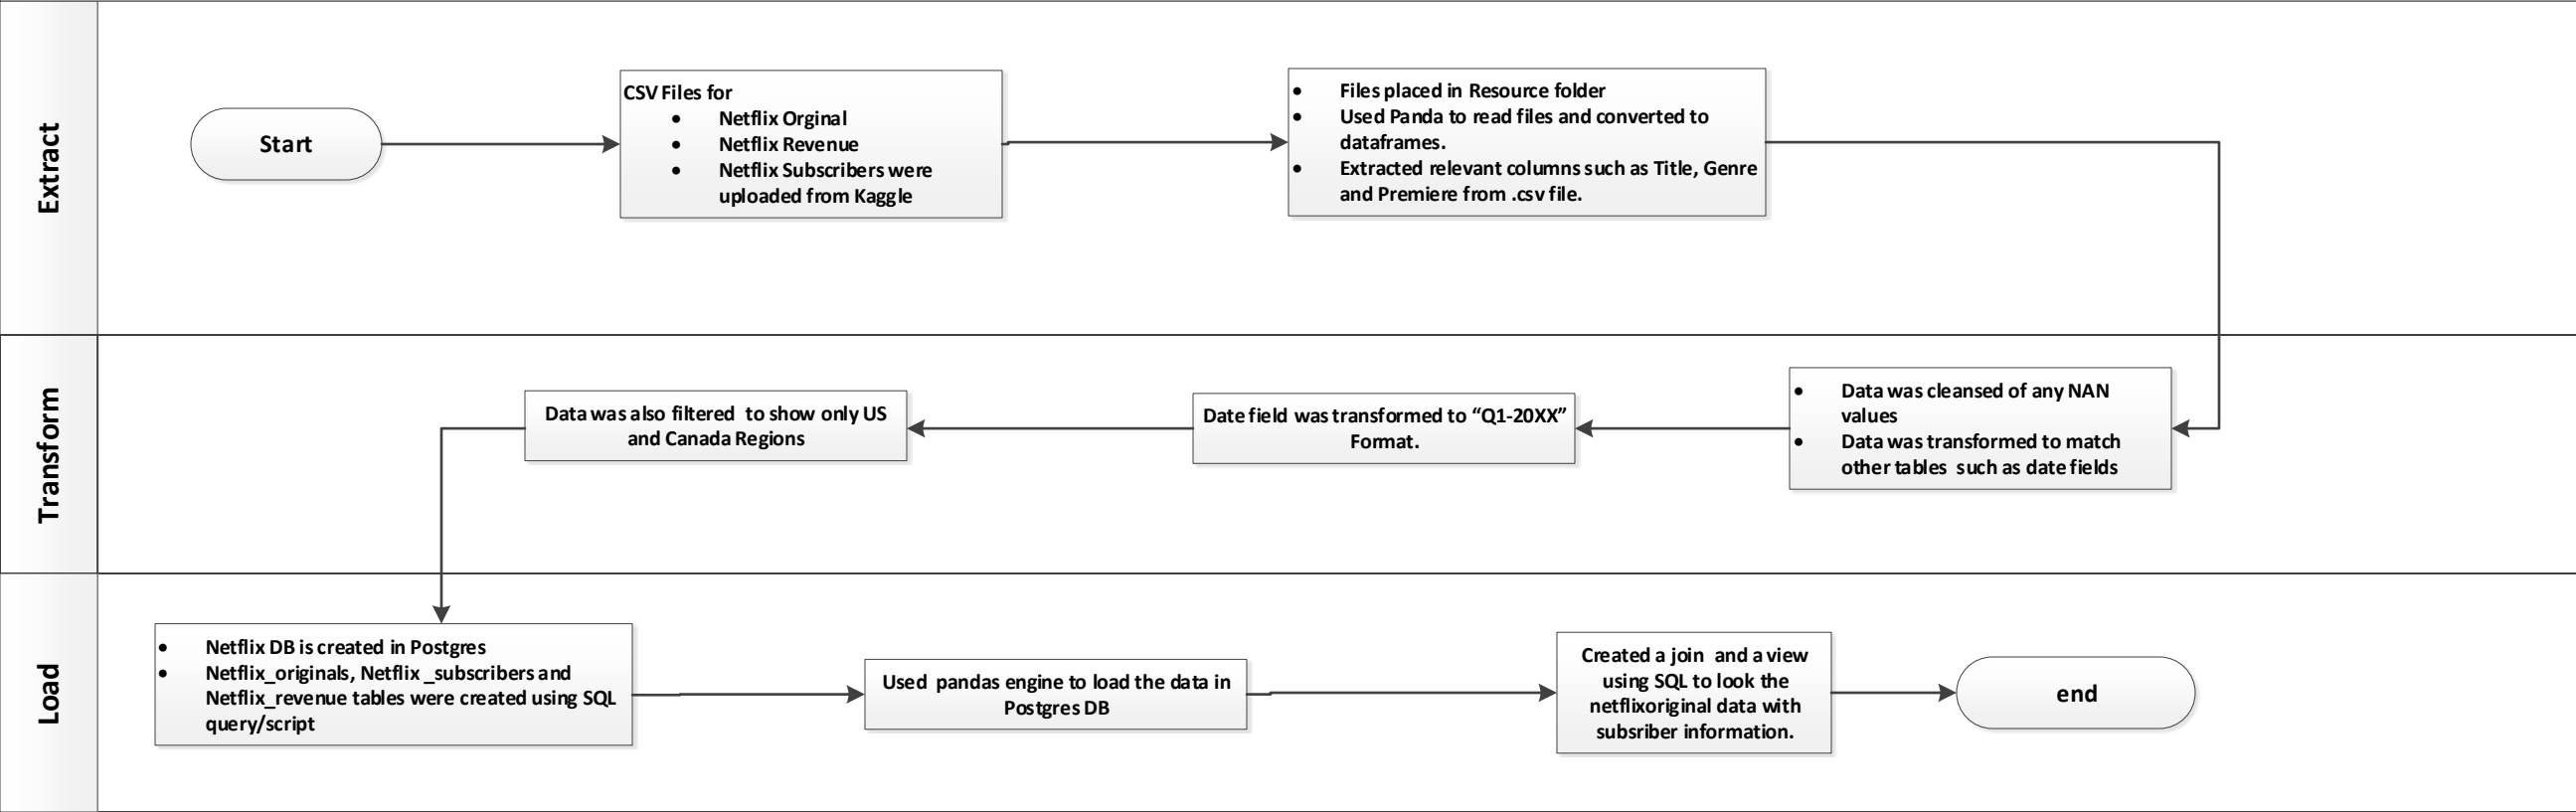 Extract
Start
CSV Files for
• Netflix Orginal
• Netflix Revenue
• Netflix Subscribers were
uploaded from Kaggle
• Files placed in Resource folder
• Used Panda to read files and converted to
dataframes.
• Extracted relevant columns such as Title, Genre
and Premiere from .csv file.
Transform
• Data was cleansed of any NAN
values
• Data was transformed to match
other tables such as date fields
Date field was transformed to “Q1-20XX”
Format.
Data was also filtered to show only US
and Canada Regions
Load
• Netflix DB is created in Postgres
• Netflix_originals, Netflix _subscribers and
Netflix_revenue tables were created using SQL
query/script
Used pandas engine to load the data in
Postgres DB
Created a join and a view
using SQL to look the
netflixoriginal data with
subsriber information.
end